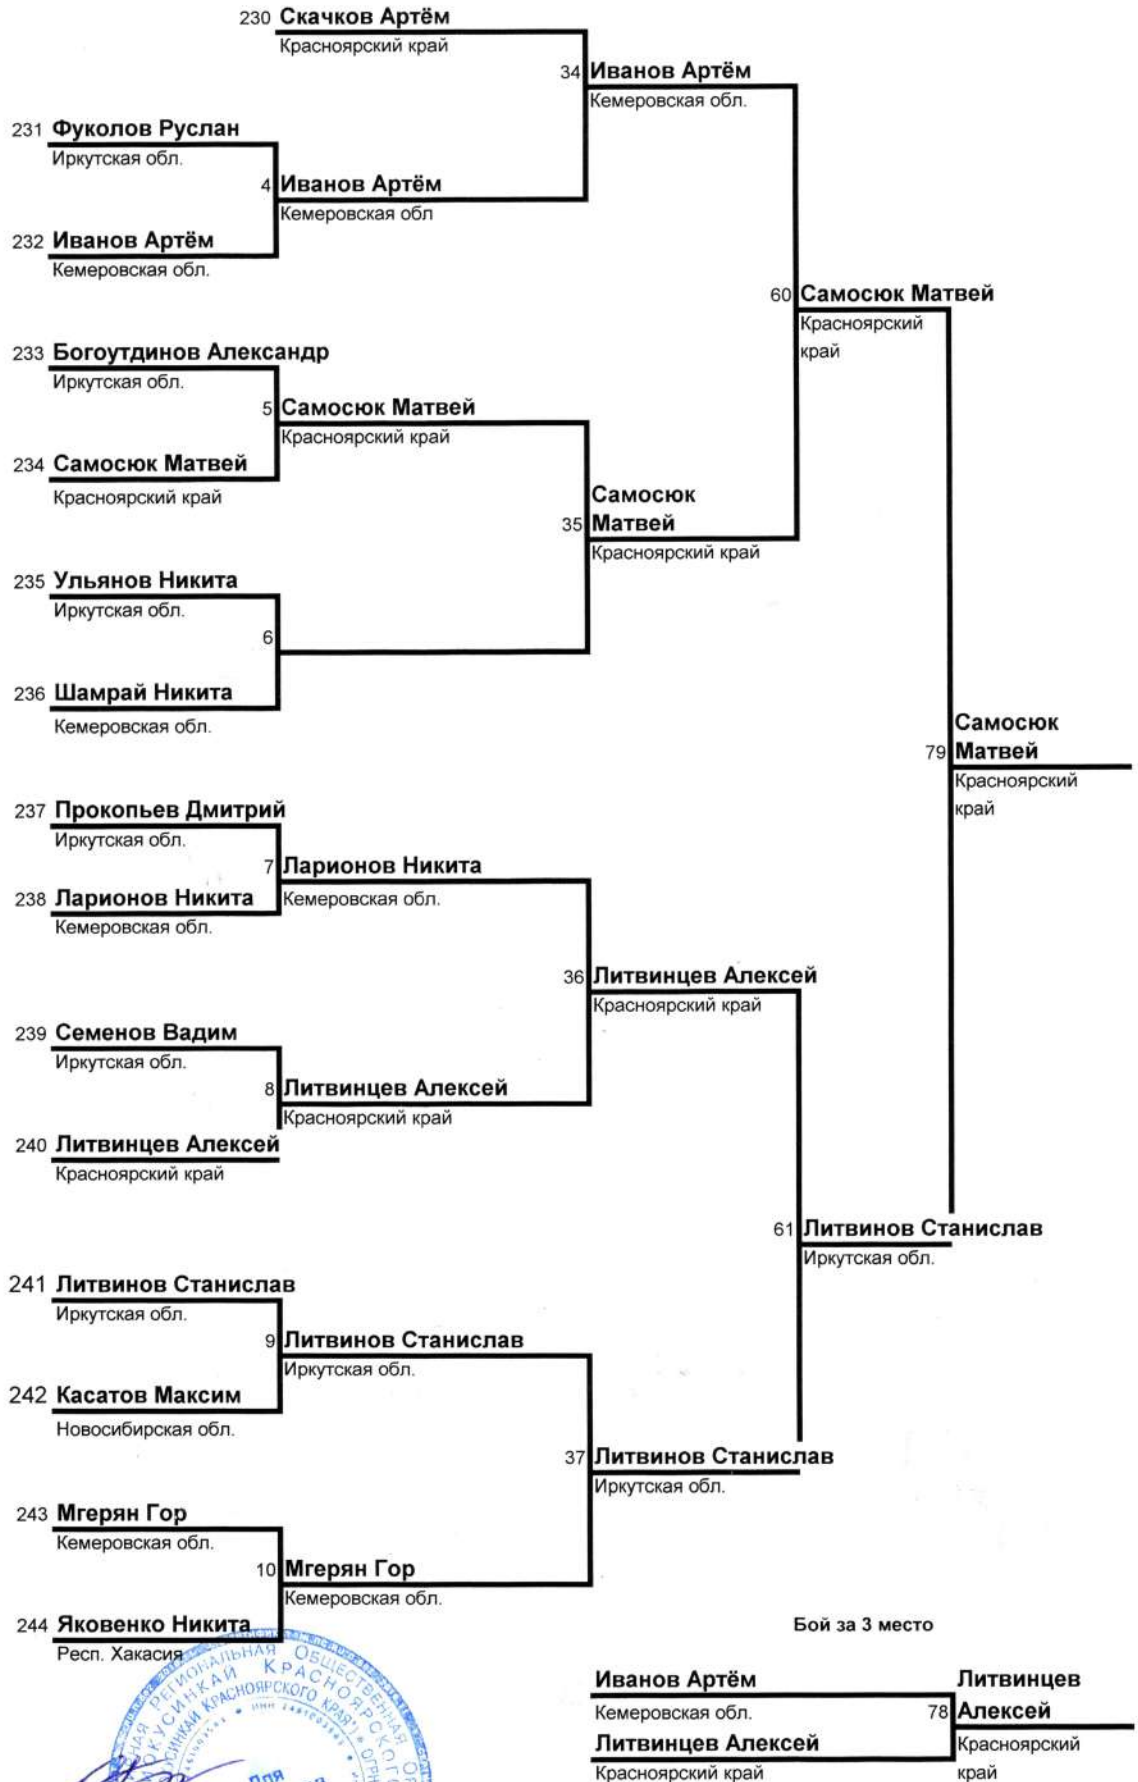 230 Скачков Артём
Красноярский край
34 Иванов Артём
Кемеровская обл.
231 Фуколов Руслан
Иркутская обл.
4 Иванов Артём
Кемеровская обл
232 Иванов Артём
Кемеровская обл.
60 Самосюк Матвей
Красноярский
край
233 Богоутдинов Александр
Иркутская обл.
5 Самосюк Матвей
Красноярский край
234 Самосюк Матвей
Красноярский край
Самосюк
35 Матвей
Красноярский край
235 Ульянов Никита
Иркутская обл.
6
236 Шамрай Никита
Кемеровская обл.
Самосюк
79 Матвей
Красноярский
край
237 Прокопьев Дмитрий
Иркутская обл.
7 Ларионов Никита
Кемеровская обл.
238 Ларионов Никита
Кемеровская обл.
36 Литвинцев Алексей
Красноярский край
239 Семенов Вадим
Иркутская обл.
8 Литвинцев Алексей
Красноярский край
240 Литвинцев Алексей
Красноярский край
61 Литвинов Станислав
Иркутская обл.
241 Литвинов Станислав
Иркутская обл.
9 Литвинов Станислав
Иркутская обл.
242 Касатов Максим
Новосибирская обл.
37 Литвинов Станислав
Иркутская обл.
243 Мгерян Гор
Кемеровская обл.
10 Мгерян Гор
Кемеровская обл.
244 Яковенко Никита
Респ. Хакасия
Бой за 3 место
Иванов Артём
Кемеровская обл.
Литвинцев
78 Алексей
Литвинцев Алексей
Красноярский край
Красноярский
край
РЕГИОНАЛЬНАЯ ОБЩЕСТВЕННАЯ
КРАСНОЯРСКОГО
КРАСНОЯРСКОГО КРАЯ
Для